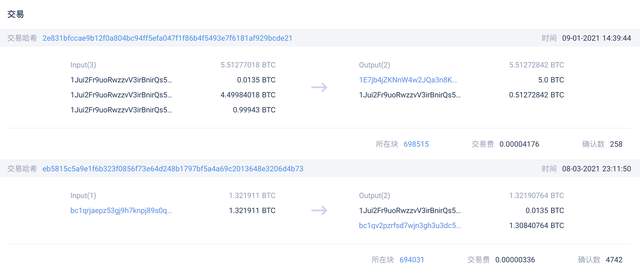 交易
交易哈希 2e831bfccae9b12f0a804bc94ff5efa047f1f86b4f5493e7f6181af929bcde21 时间 09-01-2021 14:39:44
Input(3) 5.51277018 BTC Output(2) 5.51272842 BTC
1Jui2Fr9uoRwzzvV3irBnirQs5... 0.0135 BTC 1E7Jb4jZKNnW4w2JQa3n8K... 5.0 BTC
1Jui2Fr9uoRwzzvV3irBnirQs5... 4.49984018 BTC 1Jui2Fr9uoRwzzvV3irBnirQs5... 0.51272842 BTC
1Jui2Fr9uoRwzzvV3irBnirQs5... 0.99943 BTC
所在块 698515 交易费 0.00004176 确认数 258
交易哈希 eb5815c5a9e1f6b323f0856f73e64d248b1797bf5a4a69c2013648e3206d4b73 时间 08-03-2021 23:11:50
Input(1) 1.321911 BTC Output(2) 1.32190764 BTC
bc1qrjaepz53gj9h7knpj89s0q... 1.321911 BTC 1Jui2Fr9uoRwzzvV3irBnirQs5... 0.0135 BTC
bc1qv2pzrfsd7wjn3gh3u3dc5... 1.30840764 BTC
所在块 694031 交易费 0.00000336 确认数 4742